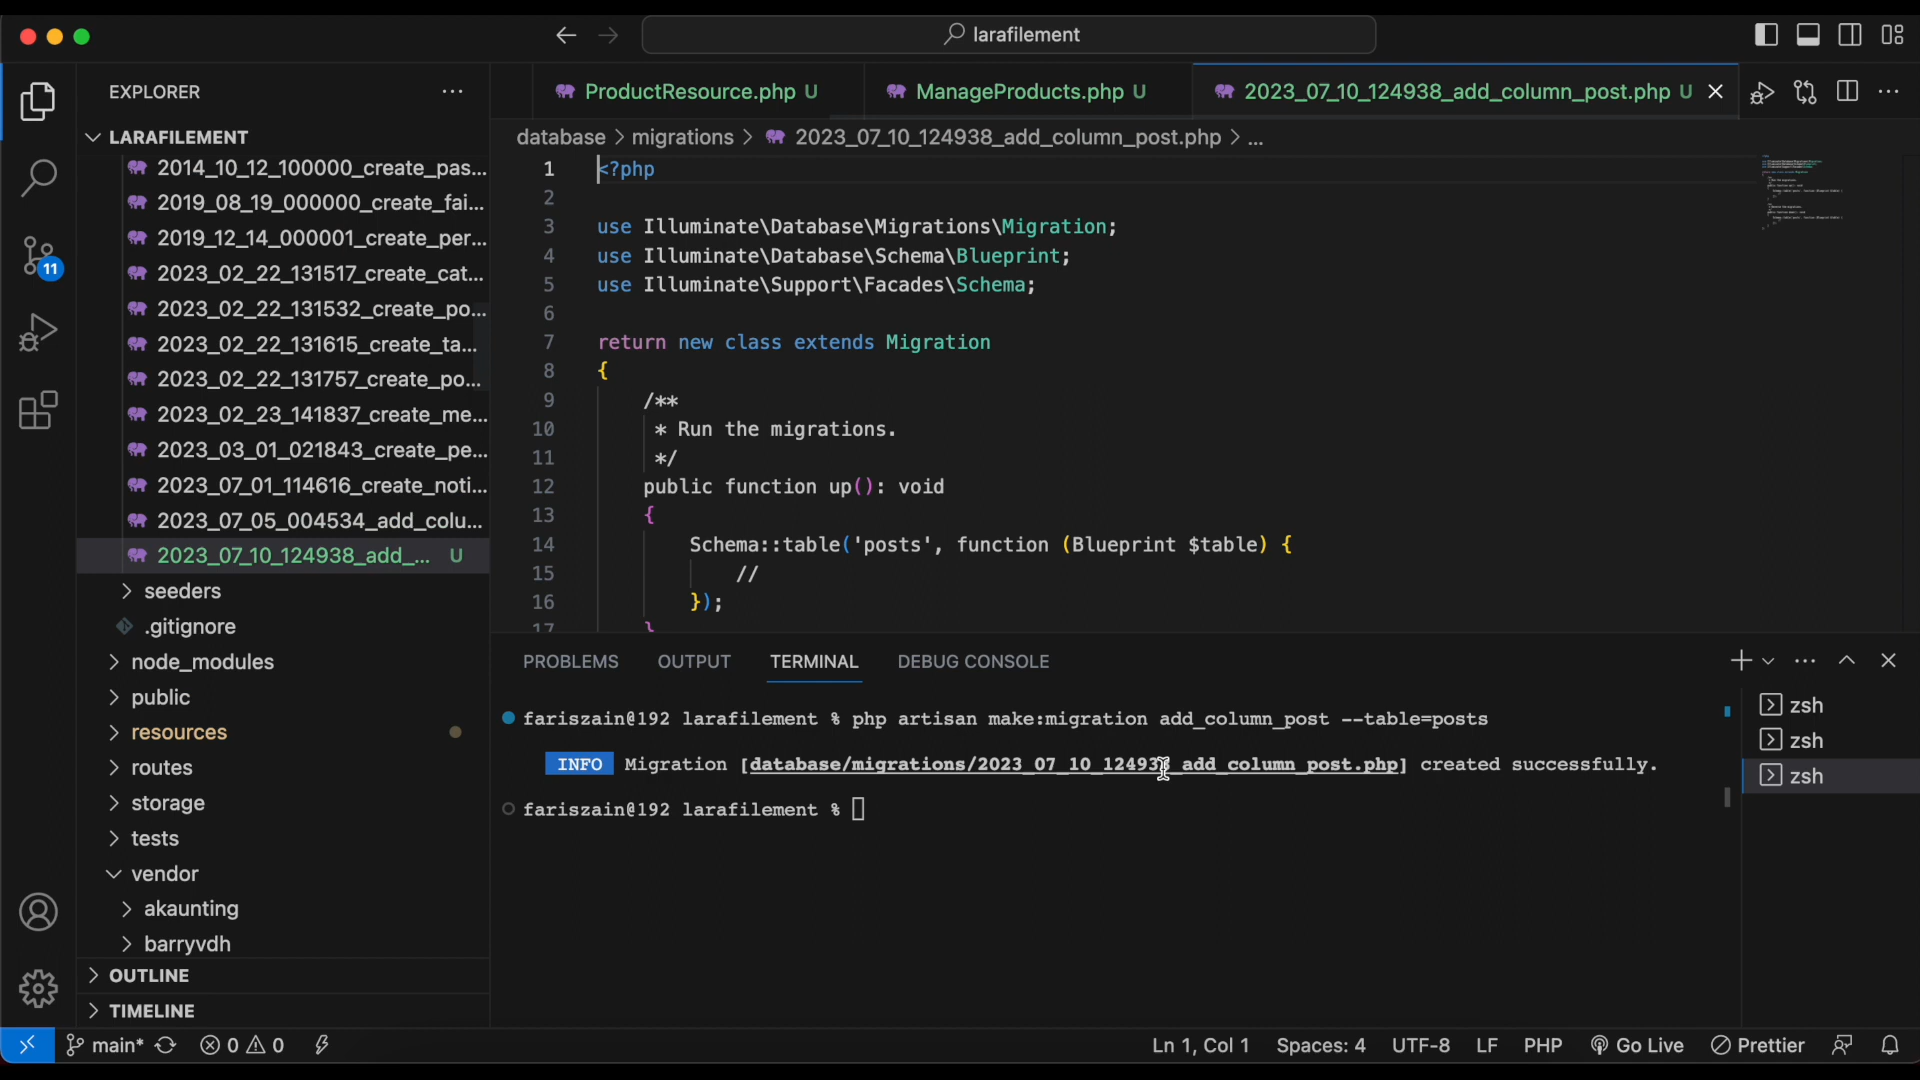 larafilement
EXPLORER
ProductResource.php U
ManageProducts.php U
2023_07_10_124938_add_column_post.php U
LARAFILEMENT
database > migrations > 2023_07_10_124938_add_column_post.php > ...
2014_10_12_100000_create_pas...
2019_08_19_000000_create_fai...
2019_12_14_000001_create_per...
2023_02_22_131517_create_cat...
2023_02_22_131532_create_po...
2023_02_22_131615_create_ta...
2023_02_22_131757_create_po...
2023_02_23_141837_create_me...
2023_03_01_021843_create_pe...
2023_07_01_114616_create_noti...
2023_07_05_004534_add_colu...
2023_07_10_124938_add_... U
seeders
.gitignore
node_modules
public
resources
routes
storage
tests
vendor
akaunting
barryvdh
OUTLINE
TIMELINE
1 <?php
2
3 use Illuminate\Database\Migrations\Migration;
4 use Illuminate\Database\Schema\Blueprint;
5 use Illuminate\Support\Facades\Schema;
6
7 return new class extends Migration
8 {
9 /**
10 * Run the migrations.
11 */
12 public function up(): void
13 {
14 Schema::table('posts', function (Blueprint $table) {
15 //
16 });
17 }
PROBLEMS
OUTPUT
TERMINAL
DEBUG CONSOLE
fariszain@192 larafilement % php artisan make:migration add_column_post --table=posts
INFO Migration [database/migrations/2023_07_10_124938_add_column_post.php] created successfully.
fariszain@192 larafilement %
zsh
zsh
zsh
11
main* 0 0
Ln 1, Col 1 Spaces: 4 UTF-8 LF PHP Go Live Prettier